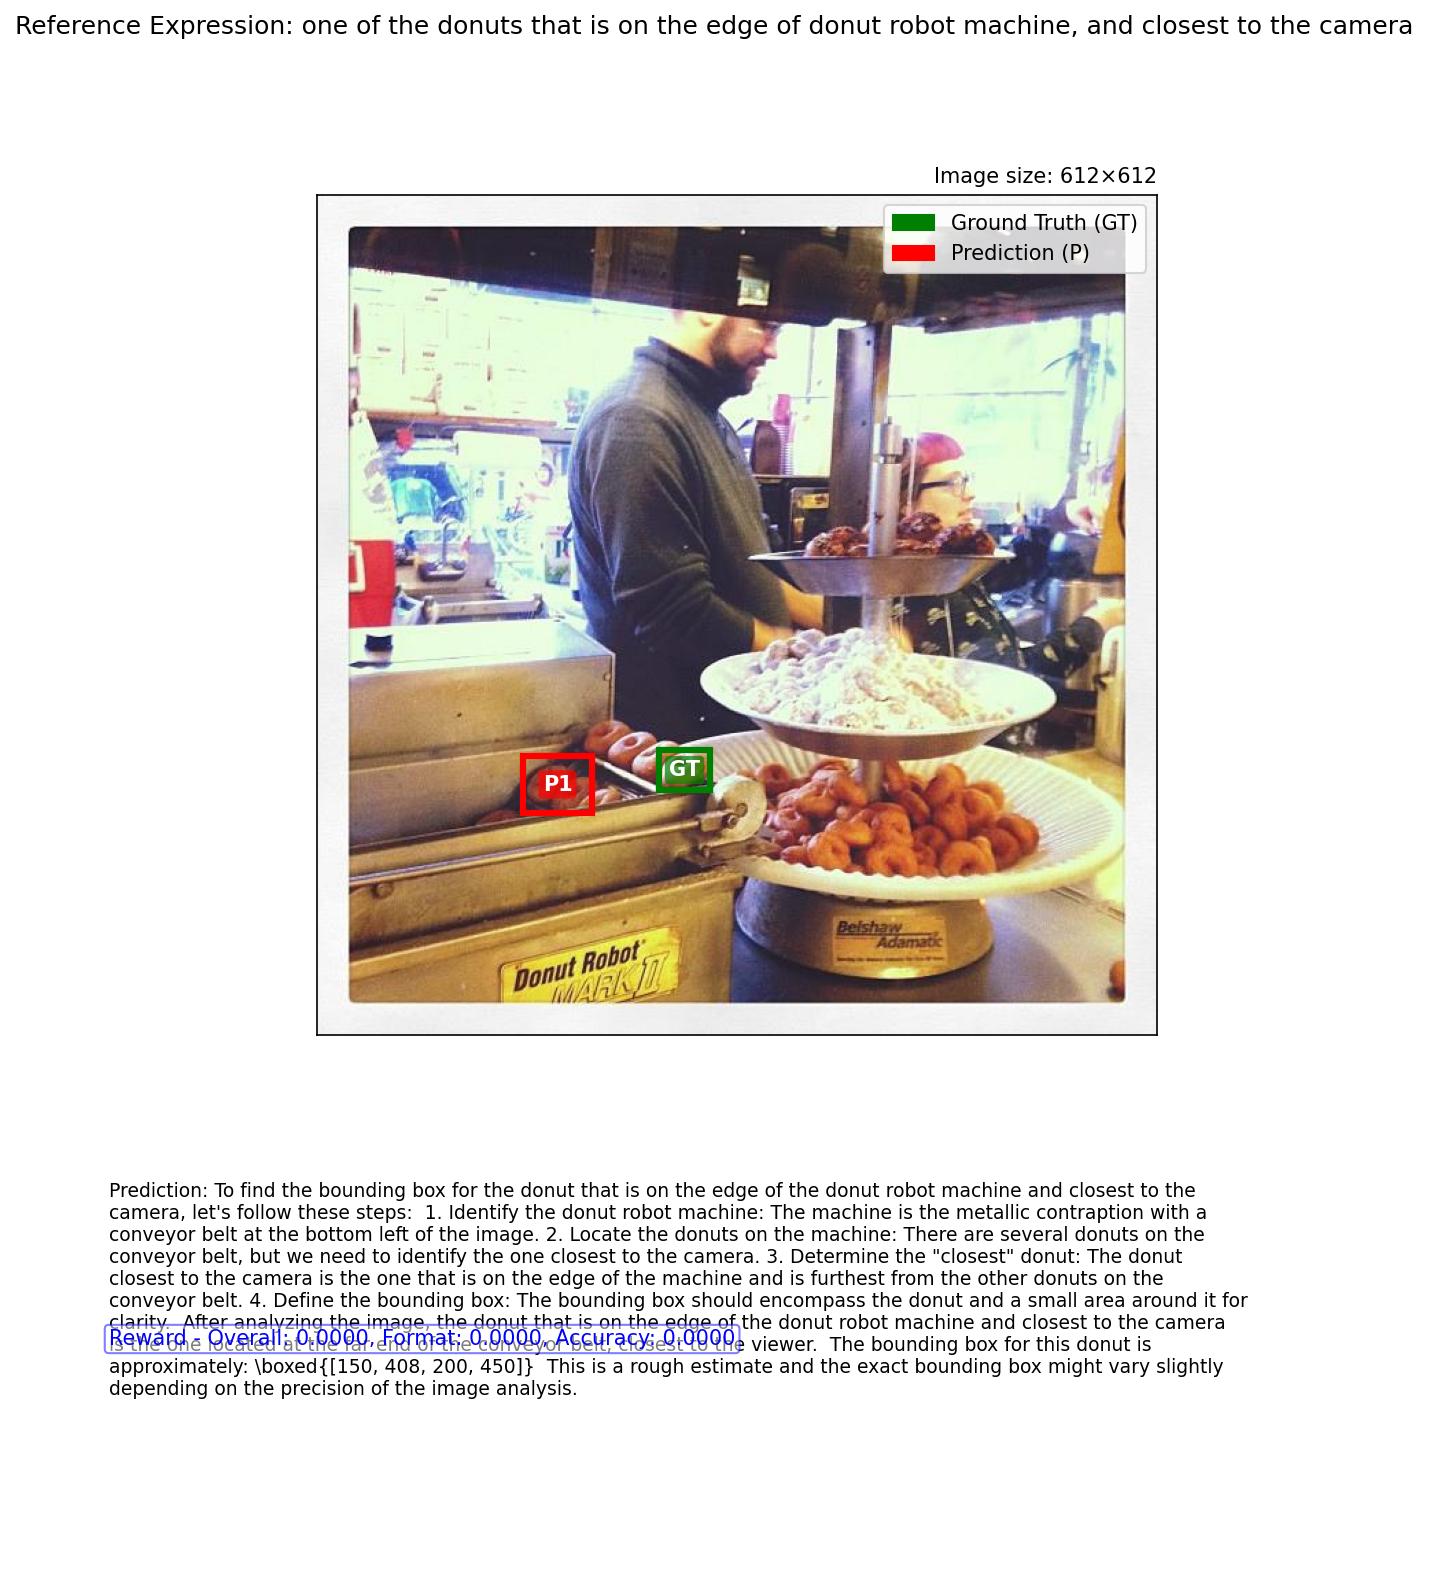 Reference Expression: one of the donuts that is on the edge of donut robot machine, and closest to the camera
Image size: 612×612
Ground Truth (GT)
Prediction (P)
P1
GT
Belshaw
Adamatic
Donut Robot
MARK II
Prediction: To find the bounding box for the donut that is on the edge of the donut robot machine and closest to the
camera, let's follow these steps:  1. Identify the donut robot machine: The machine is the metallic contraption with a
conveyor belt at the bottom left of the image. 2. Locate the donuts on the machine: There are several donuts on the
conveyor belt, but we need to identify the one closest to the camera. 3. Determine the "closest" donut: The donut
closest to the camera is the one that is on the edge of the machine and is furthest from the other donuts on the
conveyor belt. 4. Define the bounding box: The bounding box should encompass the donut and a small area around it for
clarity.  After analyzing the image, the donut that is on the edge of the donut robot machine and closest to the camera
Reward - Overall: 0.0000, Format: 0.0000, Accuracy: 0.0000
is the one located at the far end of the conveyor belt, closest to the viewer.  The bounding box for this donut is
approximately: \boxed{[150, 408, 200, 450]}  This is a rough estimate and the exact bounding box might vary slightly
depending on the precision of the image analysis.